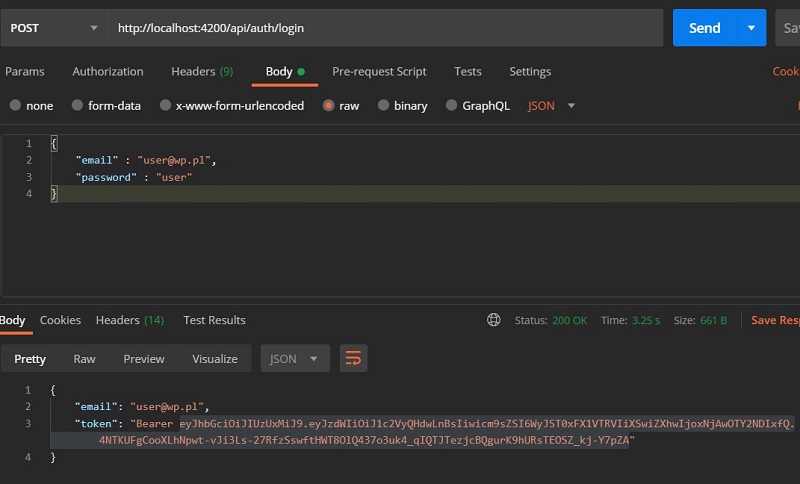 POST http://localhost:4200/api/auth/login Send Sav
Params Authorization Headers (9) Body Pre-request Script Tests Settings Cook
none form-data x-www-form-urlencoded raw binary GraphQL JSON
1 {
2 "email" : "user@wp.pl",
3 "password" : "user"
4 }
Body Cookies Headers (14) Test Results Status: 200 OK Time: 3.25 s Size: 661 B Save Resp
Pretty Raw Preview Visualize JSON
1 {
2 "email": "user@wp.pl",
3 "token": "Bearer eyJhbGciOiJIUzUxMiJ9.eyJzdWIiOiJ1c2VyQHdwLnBsIiwicm9sZSI6WyJST0xFX1VTRVIiXSwiZXhwIjoxNjAwOTY2NDIxfQ.
4NTKUFgCooXLhNpwt-vJi3Ls-27RfzSswftHWT8OlQ437o3uk4_qIQTJTezjcBQgurK9hURsTEOSZ_kj-Y7pZA"
4 }